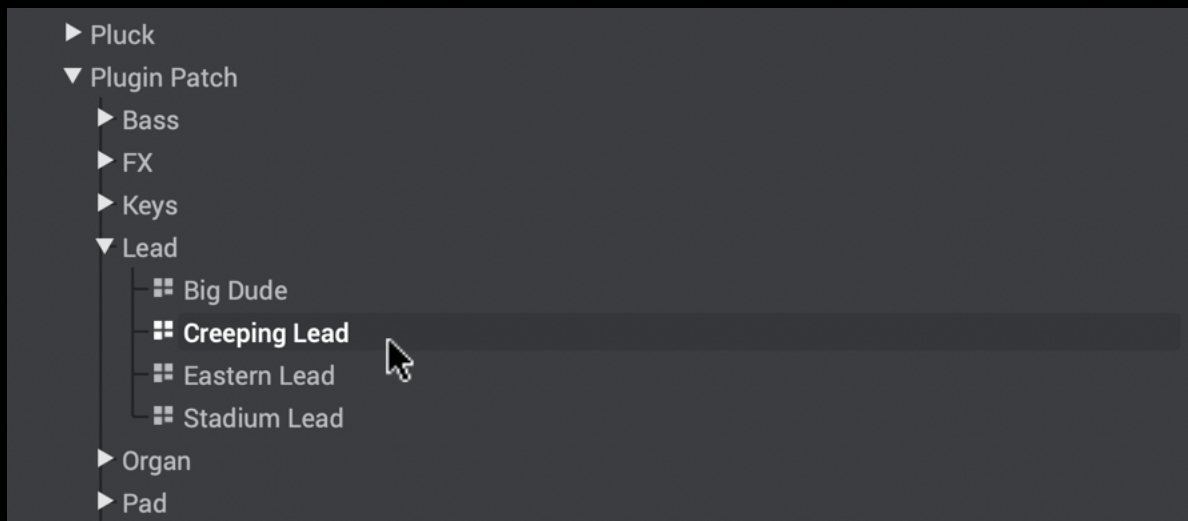 Pluck
Plugin Patch
Bass
FX
Keys
Lead
Big Dude
Creeping Lead
Eastern Lead
Stadium Lead
Organ
Pad